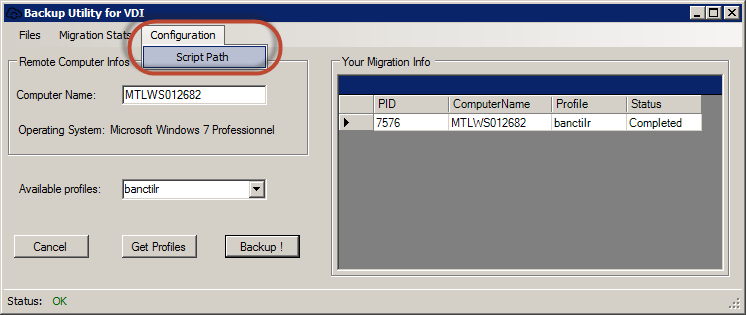 Backup Utility for VDI
Files Migration Stats Configuration
Script Path
Remote Computer Infos
Computer Name: MTLWS012682
Operating System: Microsoft Windows 7 Professionnel
Available profiles: banctilr
Cancel Get Profiles Backup !
Your Migration Info
PID ComputerName Profile Status
7576 MTLWS012682 banctilr Completed
Status: OK